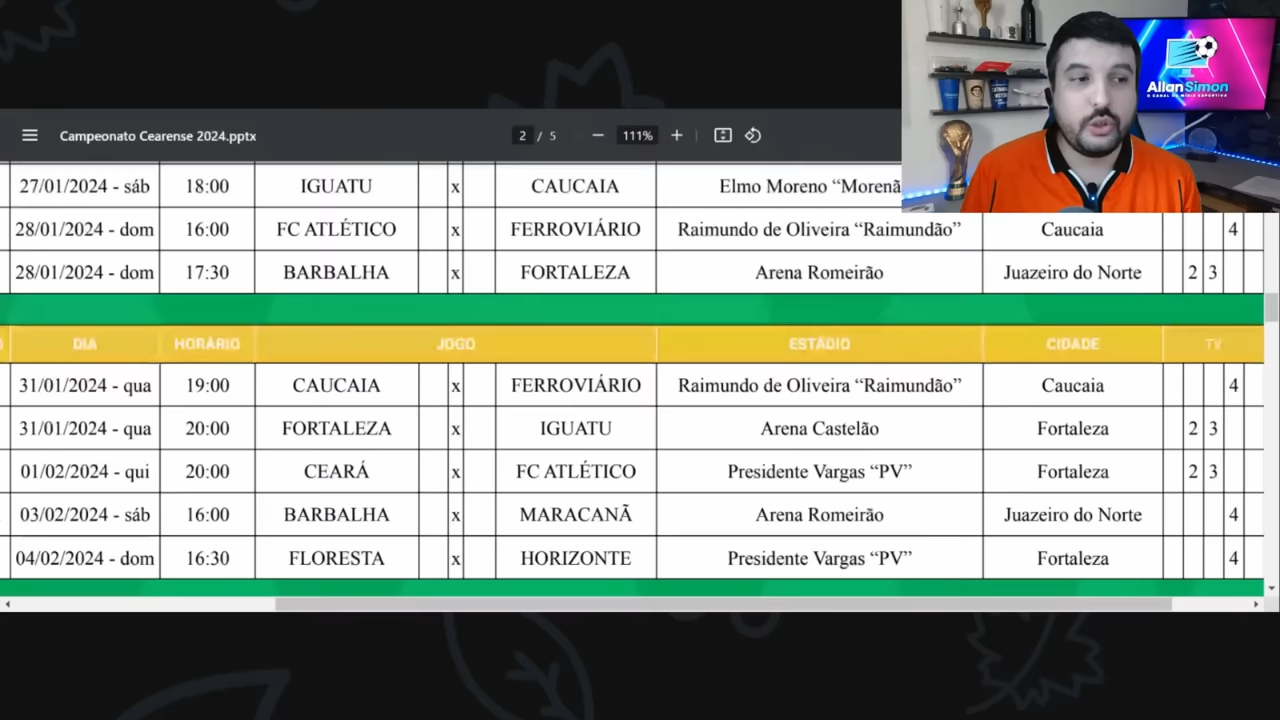 Campeonato Cearense 2024.pptx 2 / 5 111%
Allan Simon
O CANAL DE MÍDIA ESPORTIVA
27/01/2024 - sáb 18:00 IGUATU x CAUCAIA Elmo Moreno “Morenã
28/01/2024 - dom 16:00 FC ATLÉTICO x FERROVIÁRIO Raimundo de Oliveira “Raimundão” Caucaia 4
28/01/2024 - dom 17:30 BARBALHA x FORTALEZA Arena Romeirão Juazeiro do Norte 2 3
DIA HORÁRIO JOGO ESTÁDIO CIDADE TV
31/01/2024 - qua 19:00 CAUCAIA x FERROVIÁRIO Raimundo de Oliveira “Raimundão” Caucaia 4
31/01/2024 - qua 20:00 FORTALEZA x IGUATU Arena Castelão Fortaleza 2 3
01/02/2024 - qui 20:00 CEARÁ x FC ATLÉTICO Presidente Vargas “PV” Fortaleza 2 3
03/02/2024 - sáb 16:00 BARBALHA x MARACANÃ Arena Romeirão Juazeiro do Norte 4
04/02/2024 - dom 16:30 FLORESTA x HORIZONTE Presidente Vargas “PV” Fortaleza 4